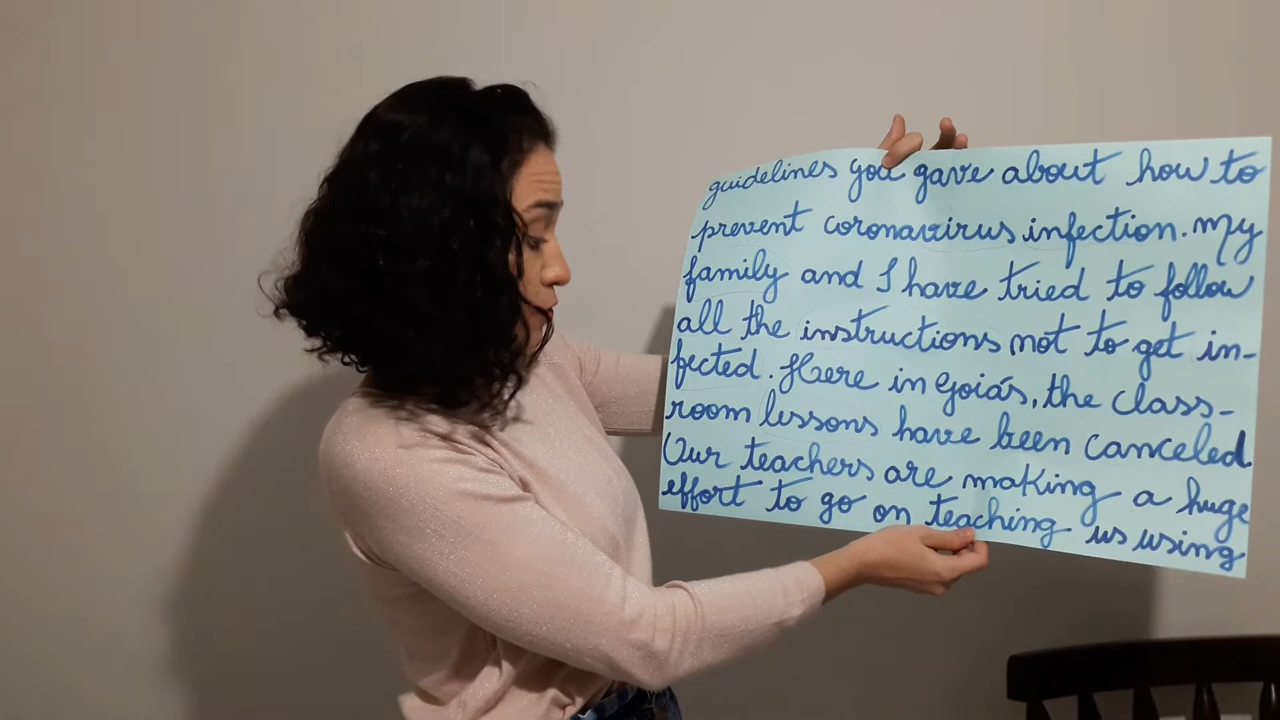 guidelines you gave about how to
prevent coronavirus infection. My
family and I have tried to follow
all the instructions not to get in-
fected. Here in Goiás, the class-
room lessons have been canceled
Our teachers are making a huge
effort to go on teaching us using